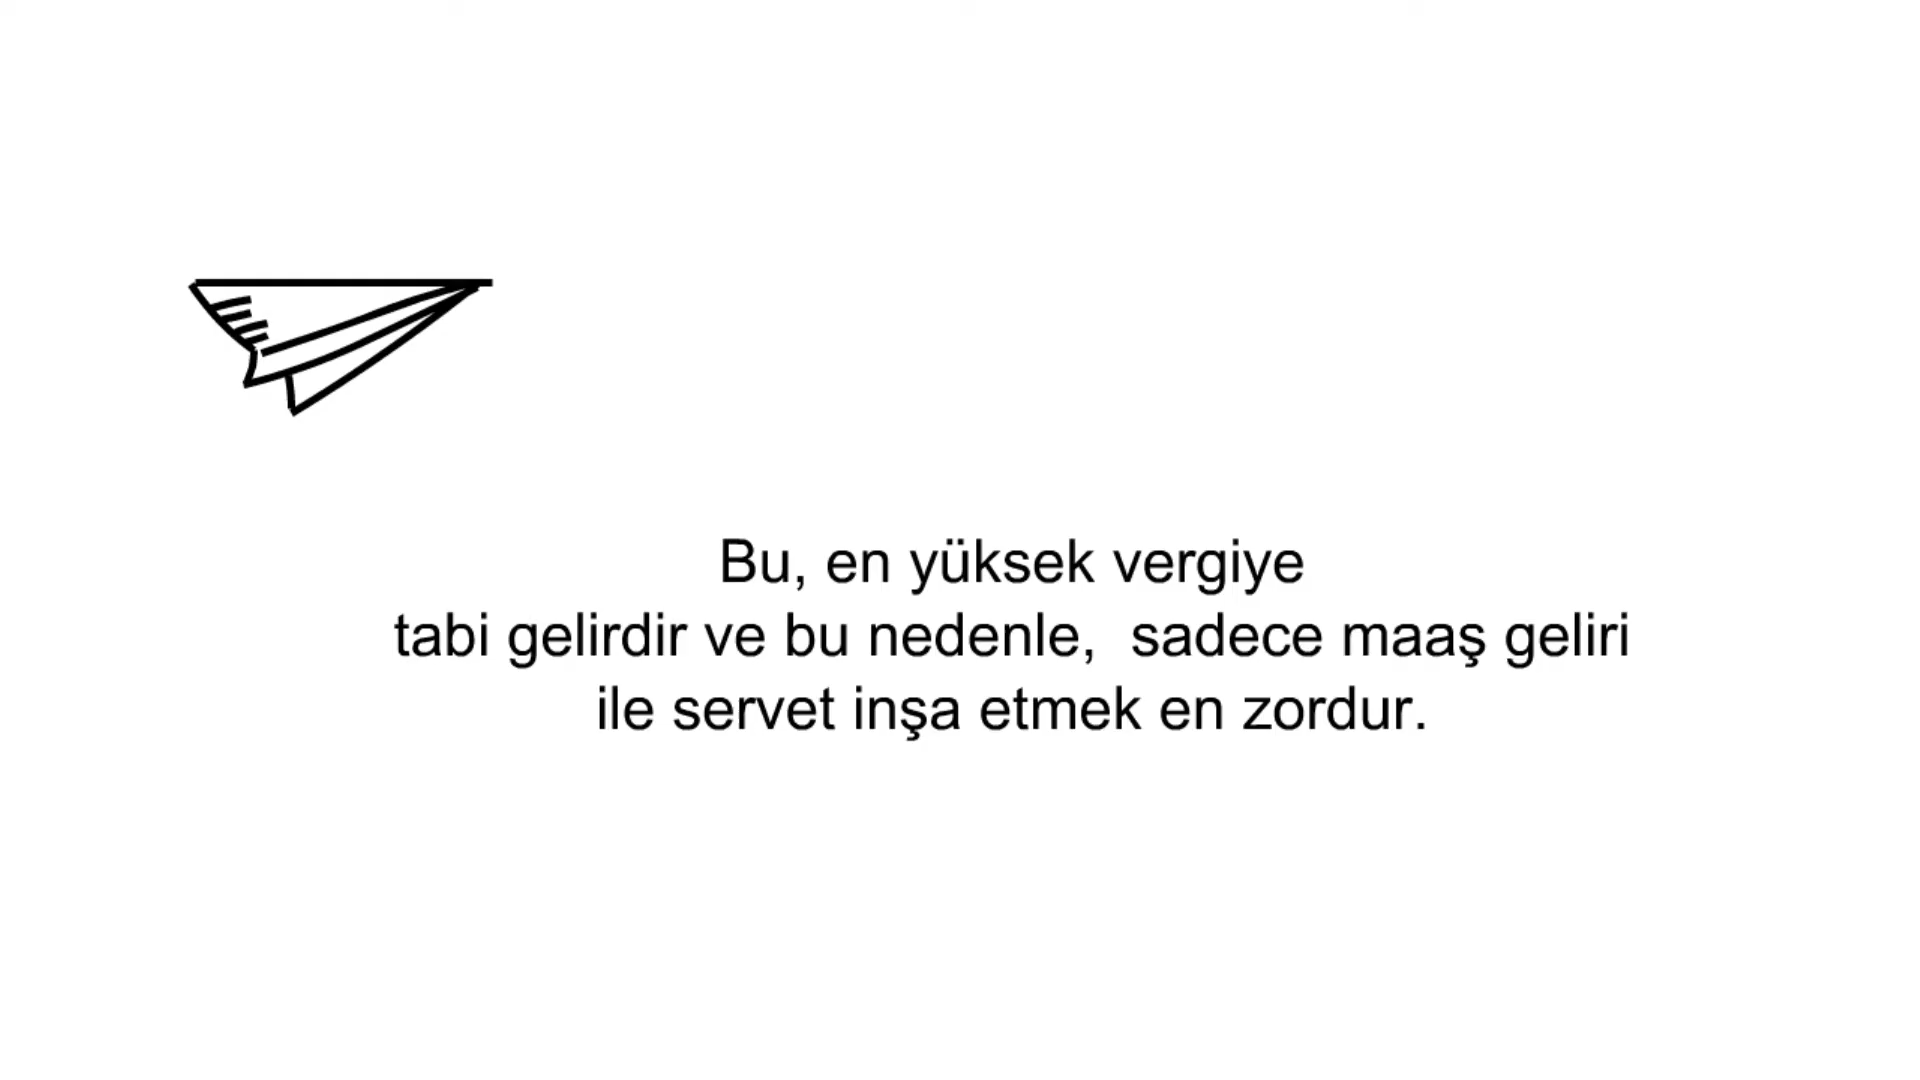 Bu, en yüksek vergiye
tabi gelirdir ve bu nedenle,  sadece maaş geliri
ile servet inşa etmek en zordur.